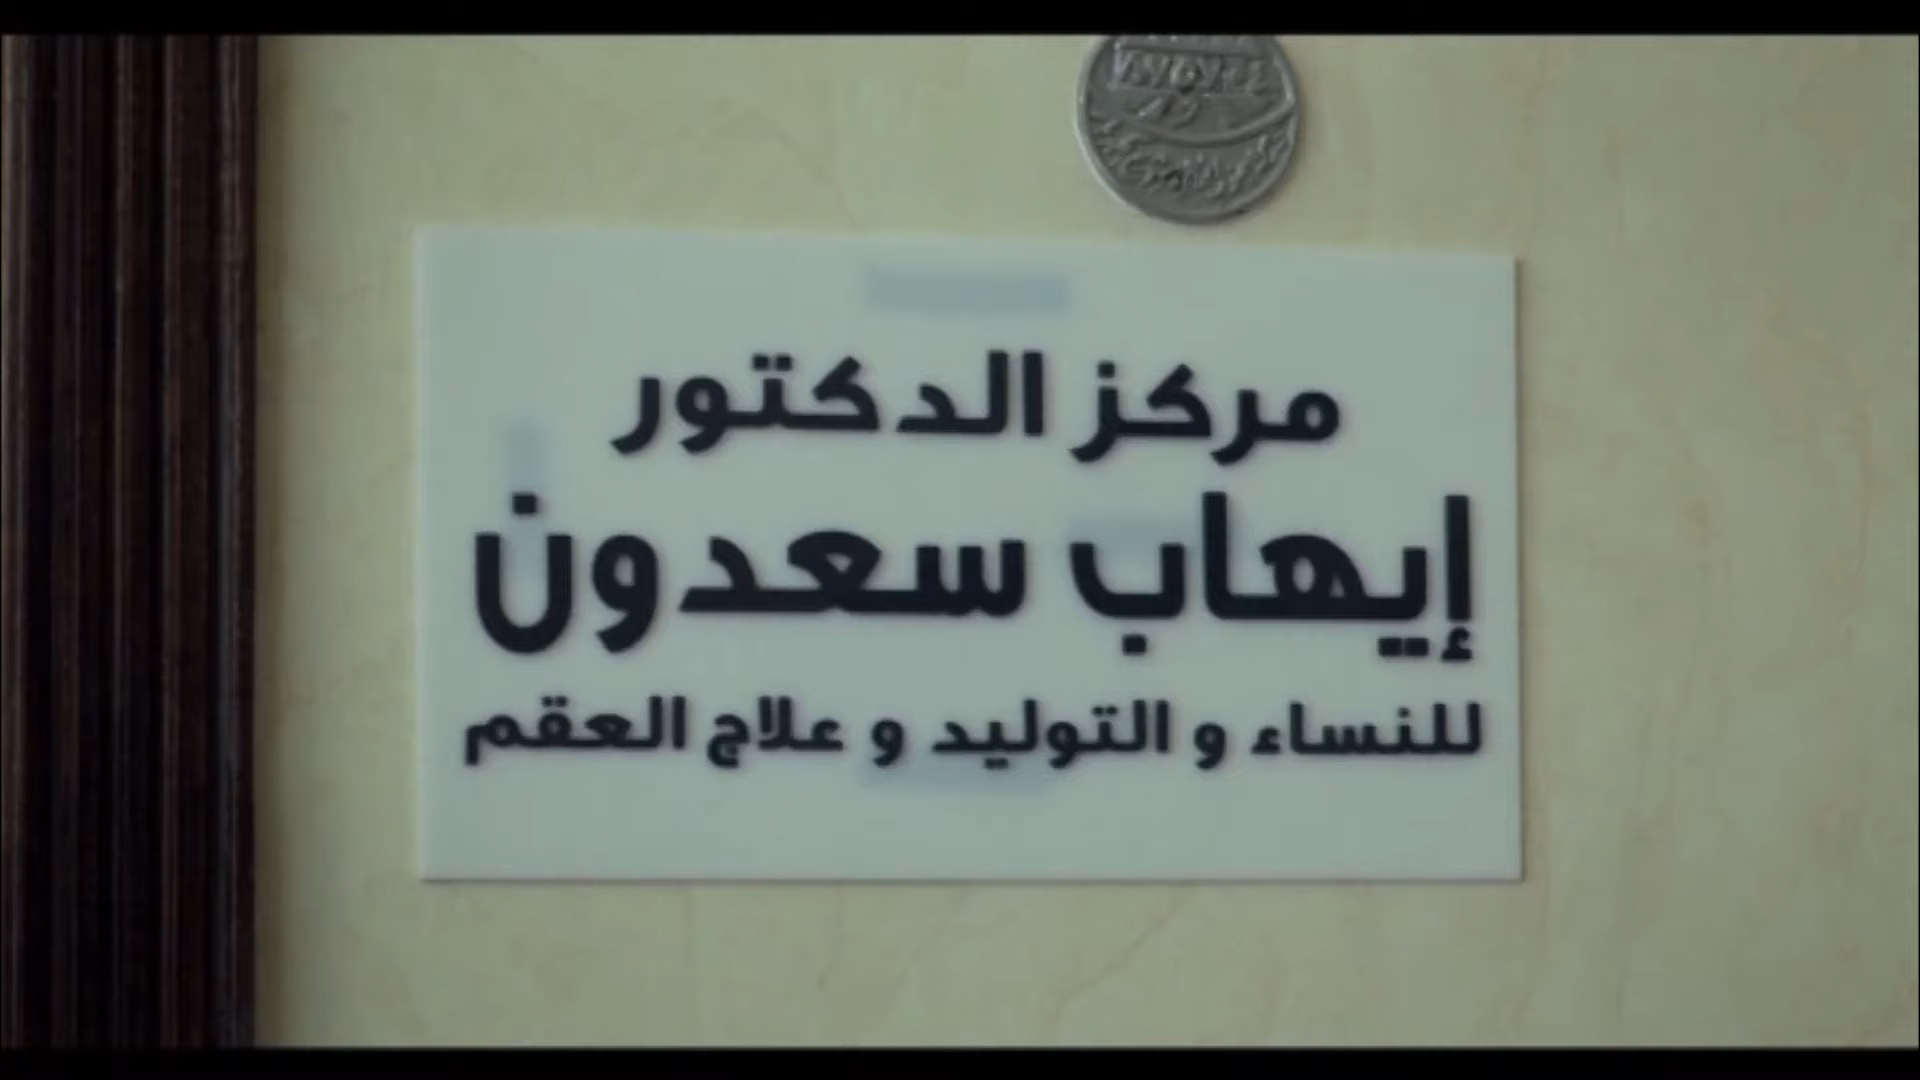 مركز الدكتور
إيهاب سعدون
للنساء و التوليد و علاج العقم